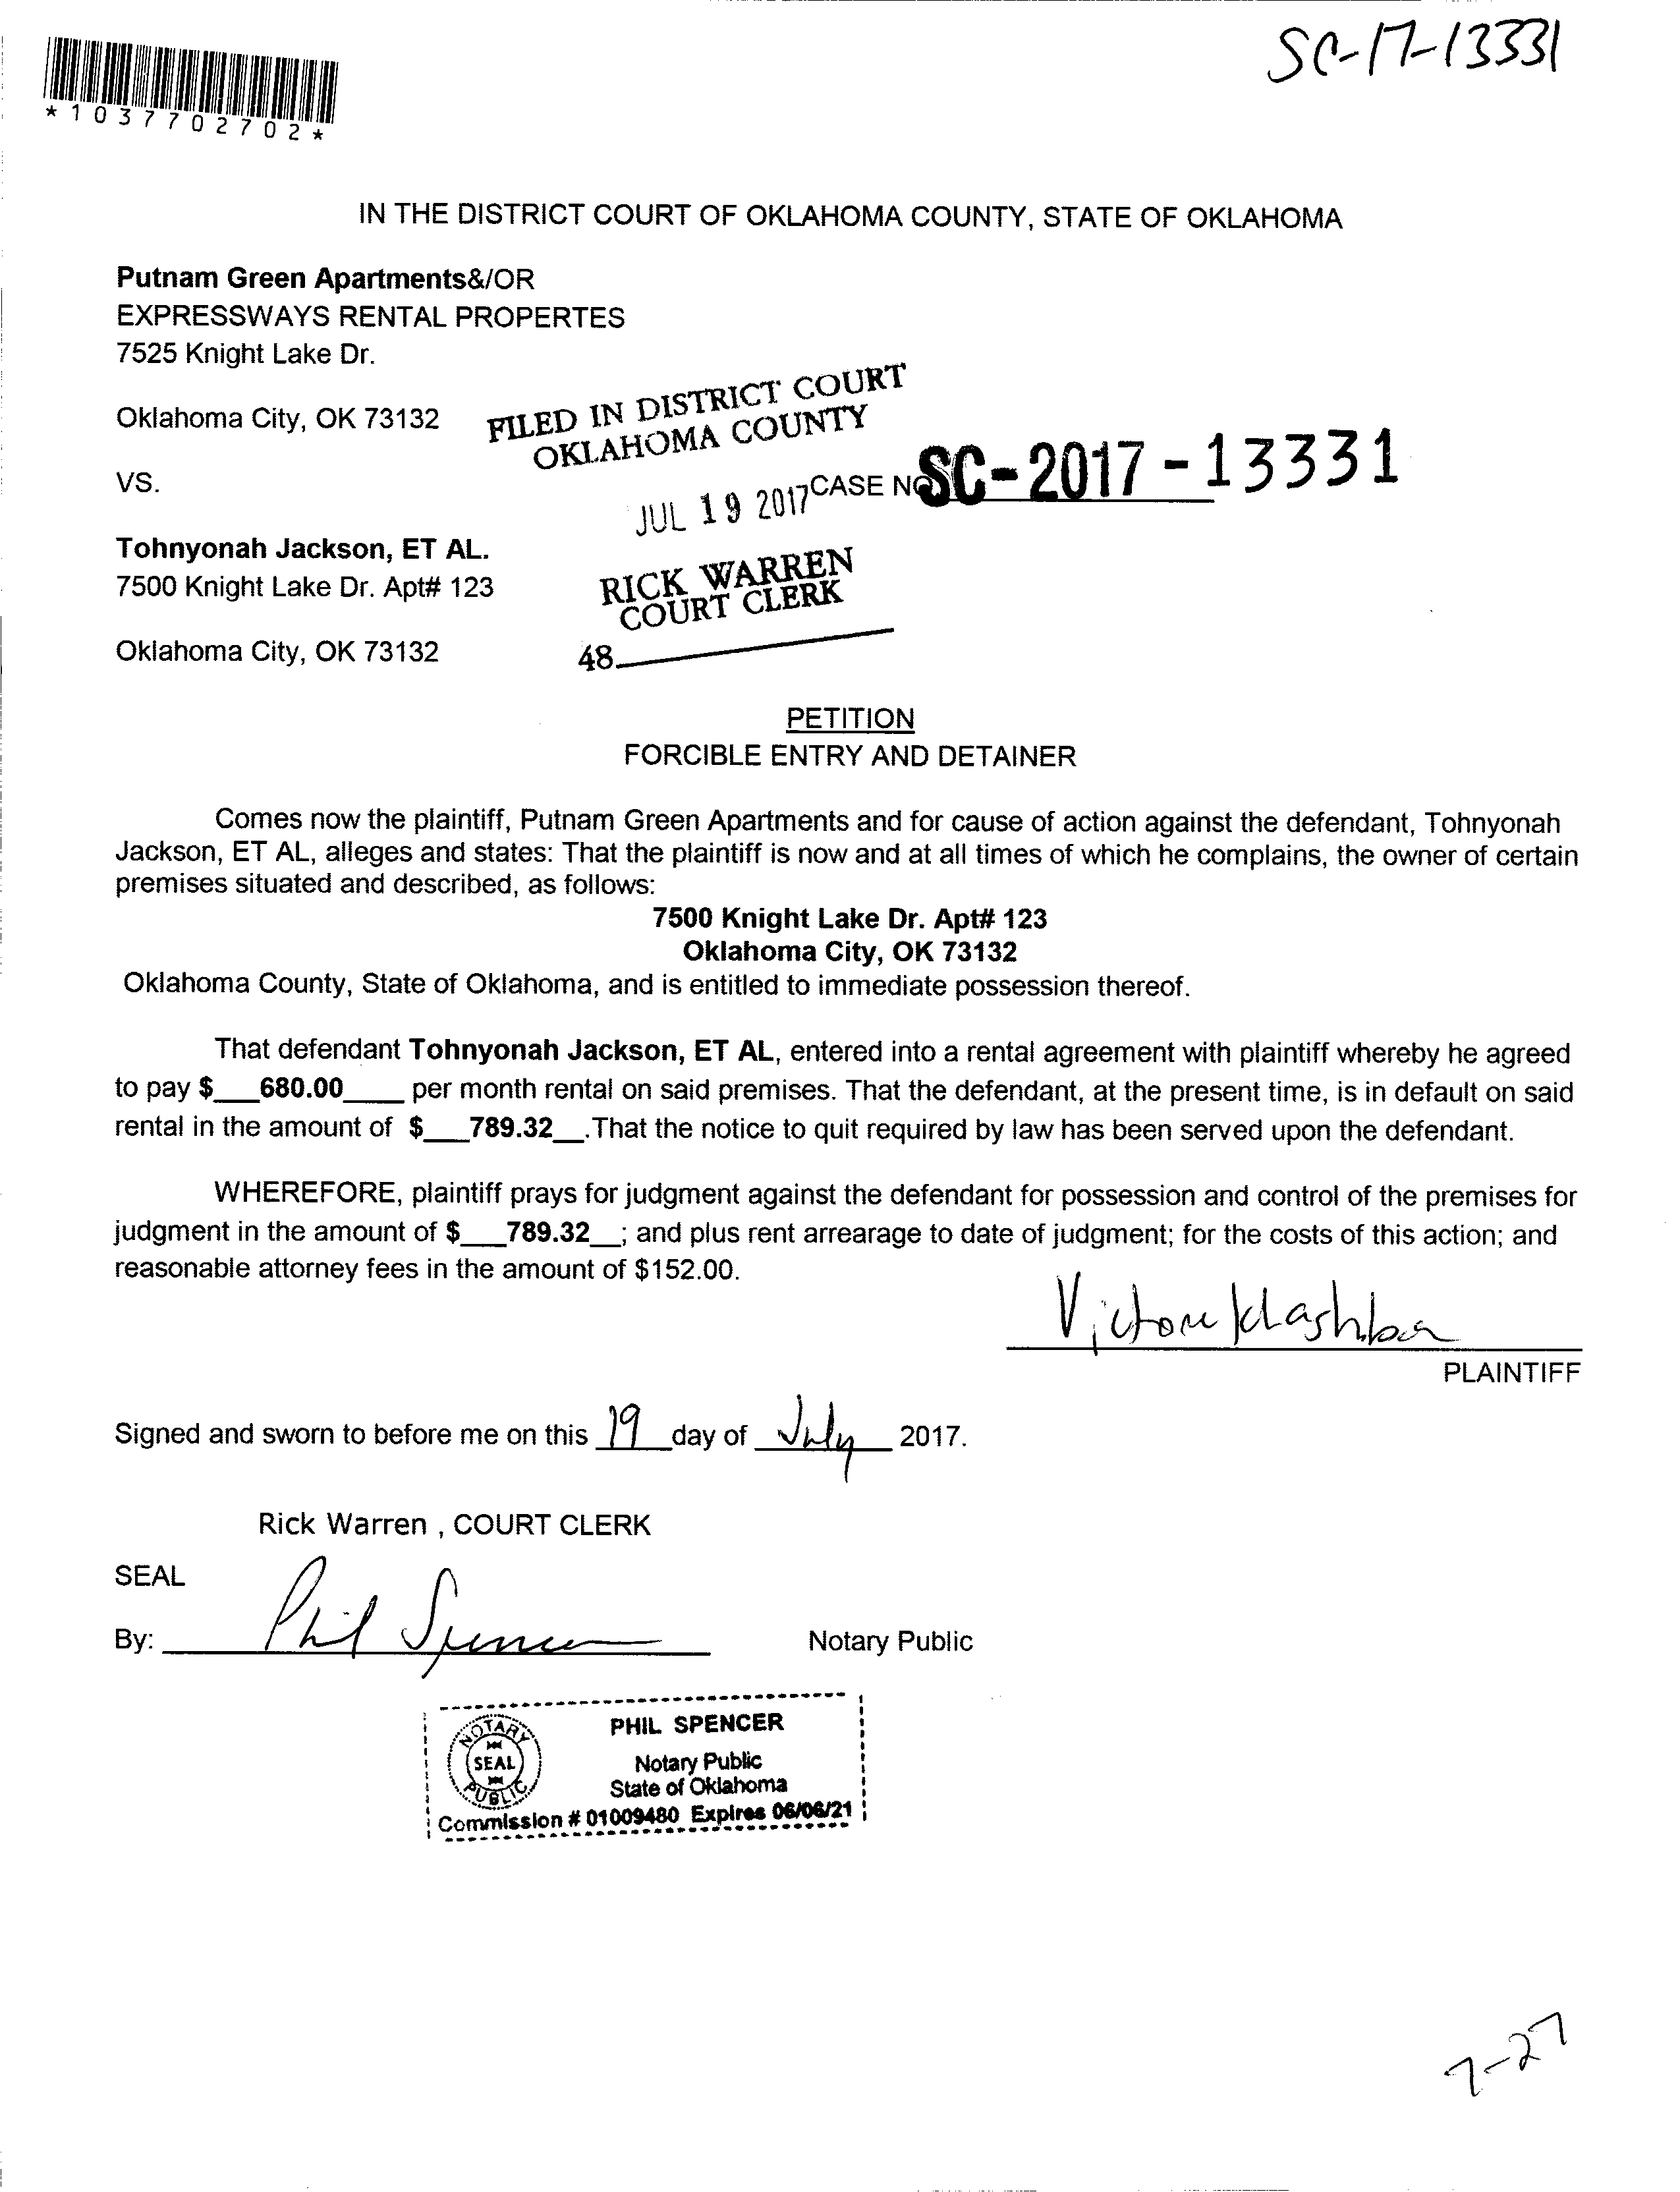 SC-17-13331
*1037702702*
IN THE DISTRICT COURT OF OKLAHOMA COUNTY, STATE OF OKLAHOMA
Putnam Green Apartments&/OR
EXPRESSWAYS RENTAL PROPERTES
7525 Knight Lake Dr.
Oklahoma City, OK 73132
FILED IN DISTRICT COURT
OKLAHOMA COUNTY
VS.
JUL 19 2017
CASE NO
SC-2017-13331
Tohnyonah Jackson, ET AL.
7500 Knight Lake Dr. Apt# 123
RICK WARREN
COURT CLERK
Oklahoma City, OK 73132
48
PETITION
FORCIBLE ENTRY AND DETAINER
Comes now the plaintiff, Putnam Green Apartments and for cause of action against the defendant, Tohnyonah
Jackson, ET AL, alleges and states: That the plaintiff is now and at all times of which he complains, the owner of certain
premises situated and described, as follows:
7500 Knight Lake Dr. Apt# 123
Oklahoma City, OK 73132
Oklahoma County, State of Oklahoma, and is entitled to immediate possession thereof.
That defendant Tohnyonah Jackson, ET AL, entered into a rental agreement with plaintiff whereby he agreed
to pay $___680.00____ per month rental on said premises. That the defendant, at the present time, is in default on said
rental in the amount of $___789.32__.That the notice to quit required by law has been served upon the defendant.
WHEREFORE, plaintiff prays for judgment against the defendant for possession and control of the premises for
judgment in the amount of $___789.32__; and plus rent arrearage to date of judgment; for the costs of this action; and
reasonable attorney fees in the amount of $152.00.
PLAINTIFF
Signed and sworn to before me on this 19 day of July 2017.
Rick Warren , COURT CLERK
SEAL
By: Phil Spencer Notary Public
NOTARY
SEAL
PUBLIC
PHIL SPENCER
Notary Public
State of Oklahoma
Commission # 01009480 Expires 06/06/21
7-27